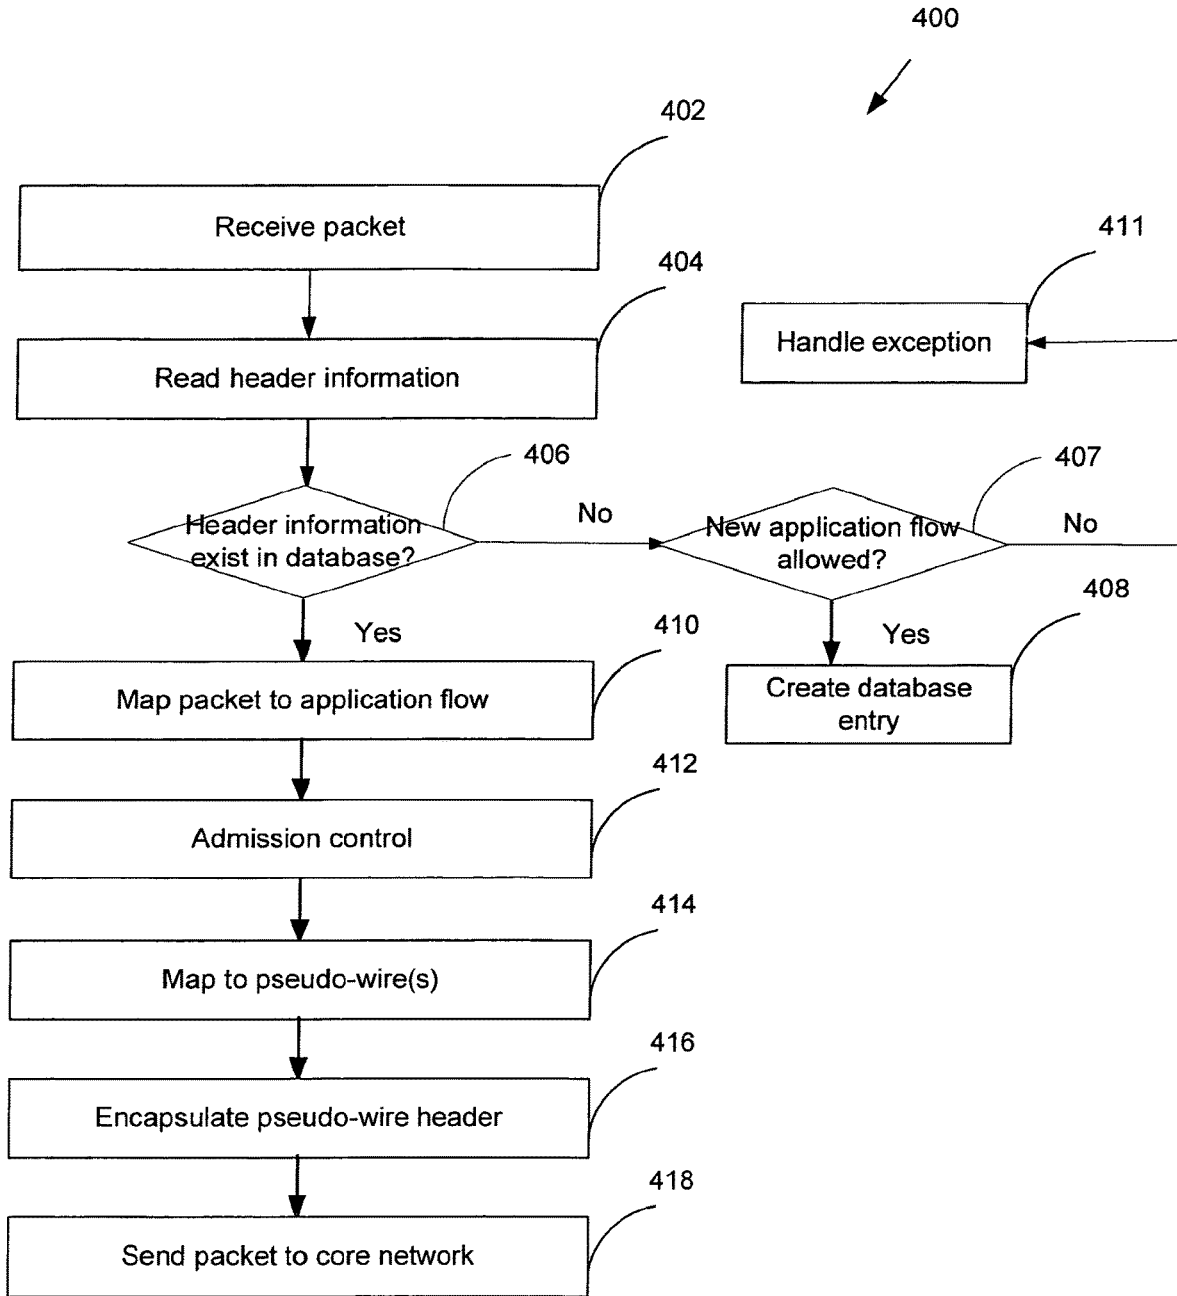 400
402
Receive packet
411
404
Handle exception
Read header information
406
407
No
No
Header information
exist in database?
New application flow
allowed?
408
Yes
410
Yes
Create database
entry
Map packet to application flow
412
Admission control
414
Map to pseudo-wire(s)
416
Encapsulate pseudo-wire header
418
Send packet to core network